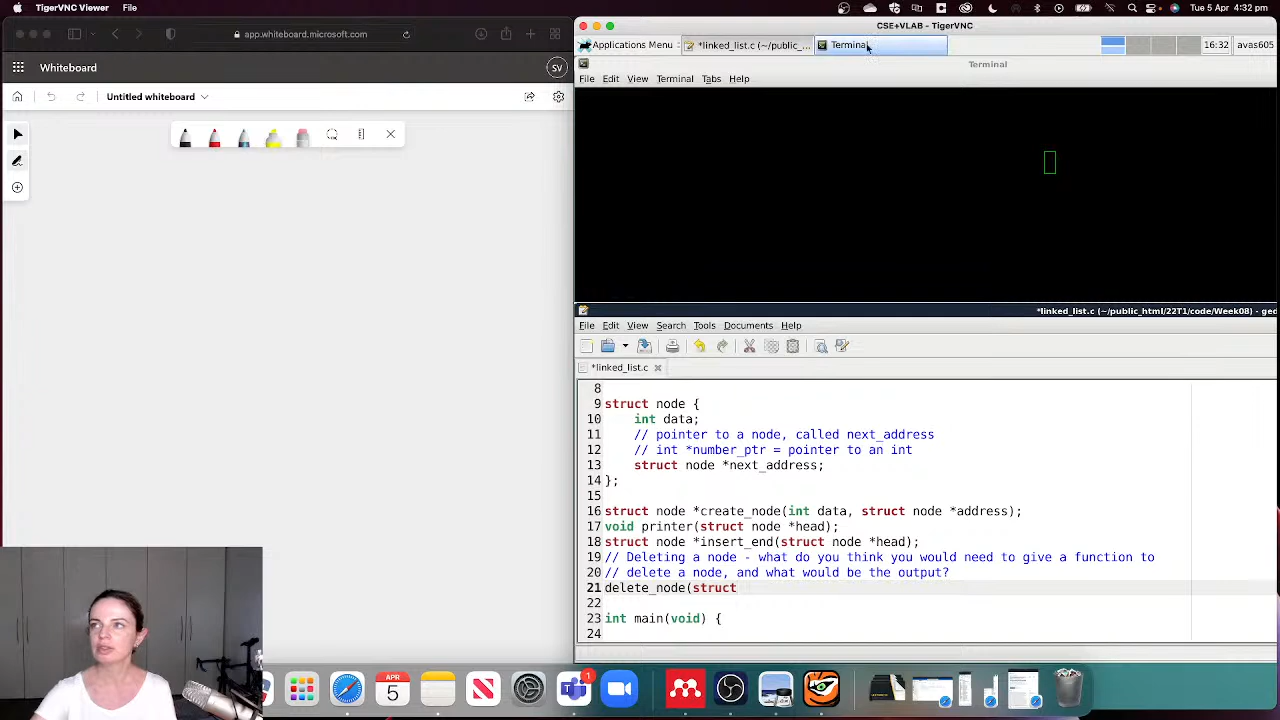 TigerVNC Viewer File
Tue 5 Apr 4:32 pm
app.whiteboard.microsoft.com
Whiteboard
SV
Untitled whiteboard
CSE+VLAB - TigerVNC
Applications Menu
*linked_list.c (~/public_...
Terminal
16:32
avas605
Terminal
File Edit View Terminal Tabs Help
*linked_list.c (~/public_html/22T1/code/Week08) - ged
File Edit View Search Tools Documents Help
*linked_list.c
8
9 struct node {
10 int data;
11 // pointer to a node, called next_address
12 // int *number_ptr = pointer to an int
13 struct node *next_address;
14 };
15
16 struct node *create_node(int data, struct node *address);
17 void printer(struct node *head);
18 struct node *insert_end(struct node *head);
19 // Deleting a node - what do you think you would need to give a function to
20 // delete a node, and what would be the output?
21 delete_node(struct
22
23 int main(void) {
24
APR
5
1